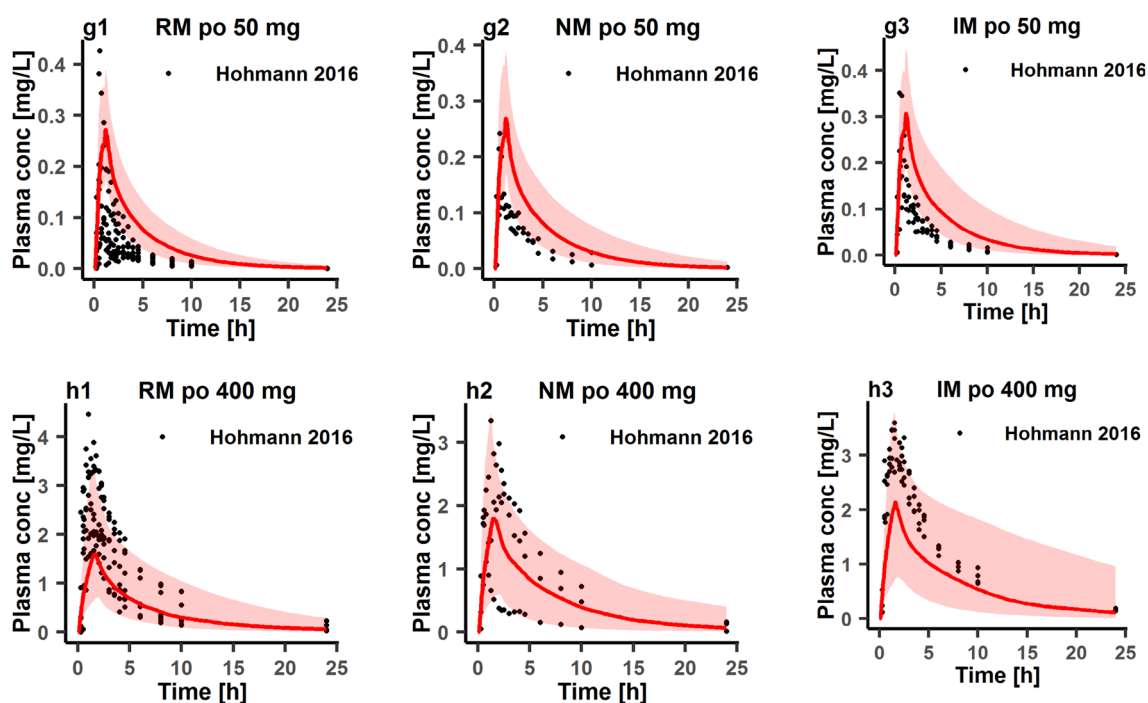 g1 RM po 50 mg
Hohmann 2016
Plasma conc [mg/L]
0.4
0.3
0.2
0.1
0.0
0 5 10 15 20 25
Time [h]
g2 NM po 50 mg
Hohmann 2016
Plasma conc [mg/L]
0.4
0.3
0.2
0.1
0.0
0 5 10 15 20 25
Time [h]
g3 IM po 50 mg
Hohmann 2016
Plasma conc [mg/L]
0.4
0.3
0.2
0.1
0.0
0 5 10 15 20 25
Time [h]
h1 RM po 400 mg
Hohmann 2016
Plasma conc [mg/L]
4
3
2
1
0
0 5 10 15 20 25
Time [h]
h2 NM po 400 mg
Hohmann 2016
Plasma conc [mg/L]
3
2
1
0
0 5 10 15 20 25
Time [h]
h3 IM po 400 mg
Hohmann 2016
Plasma conc [mg/L]
3
2
1
0
0 5 10 15 20 25
Time [h]